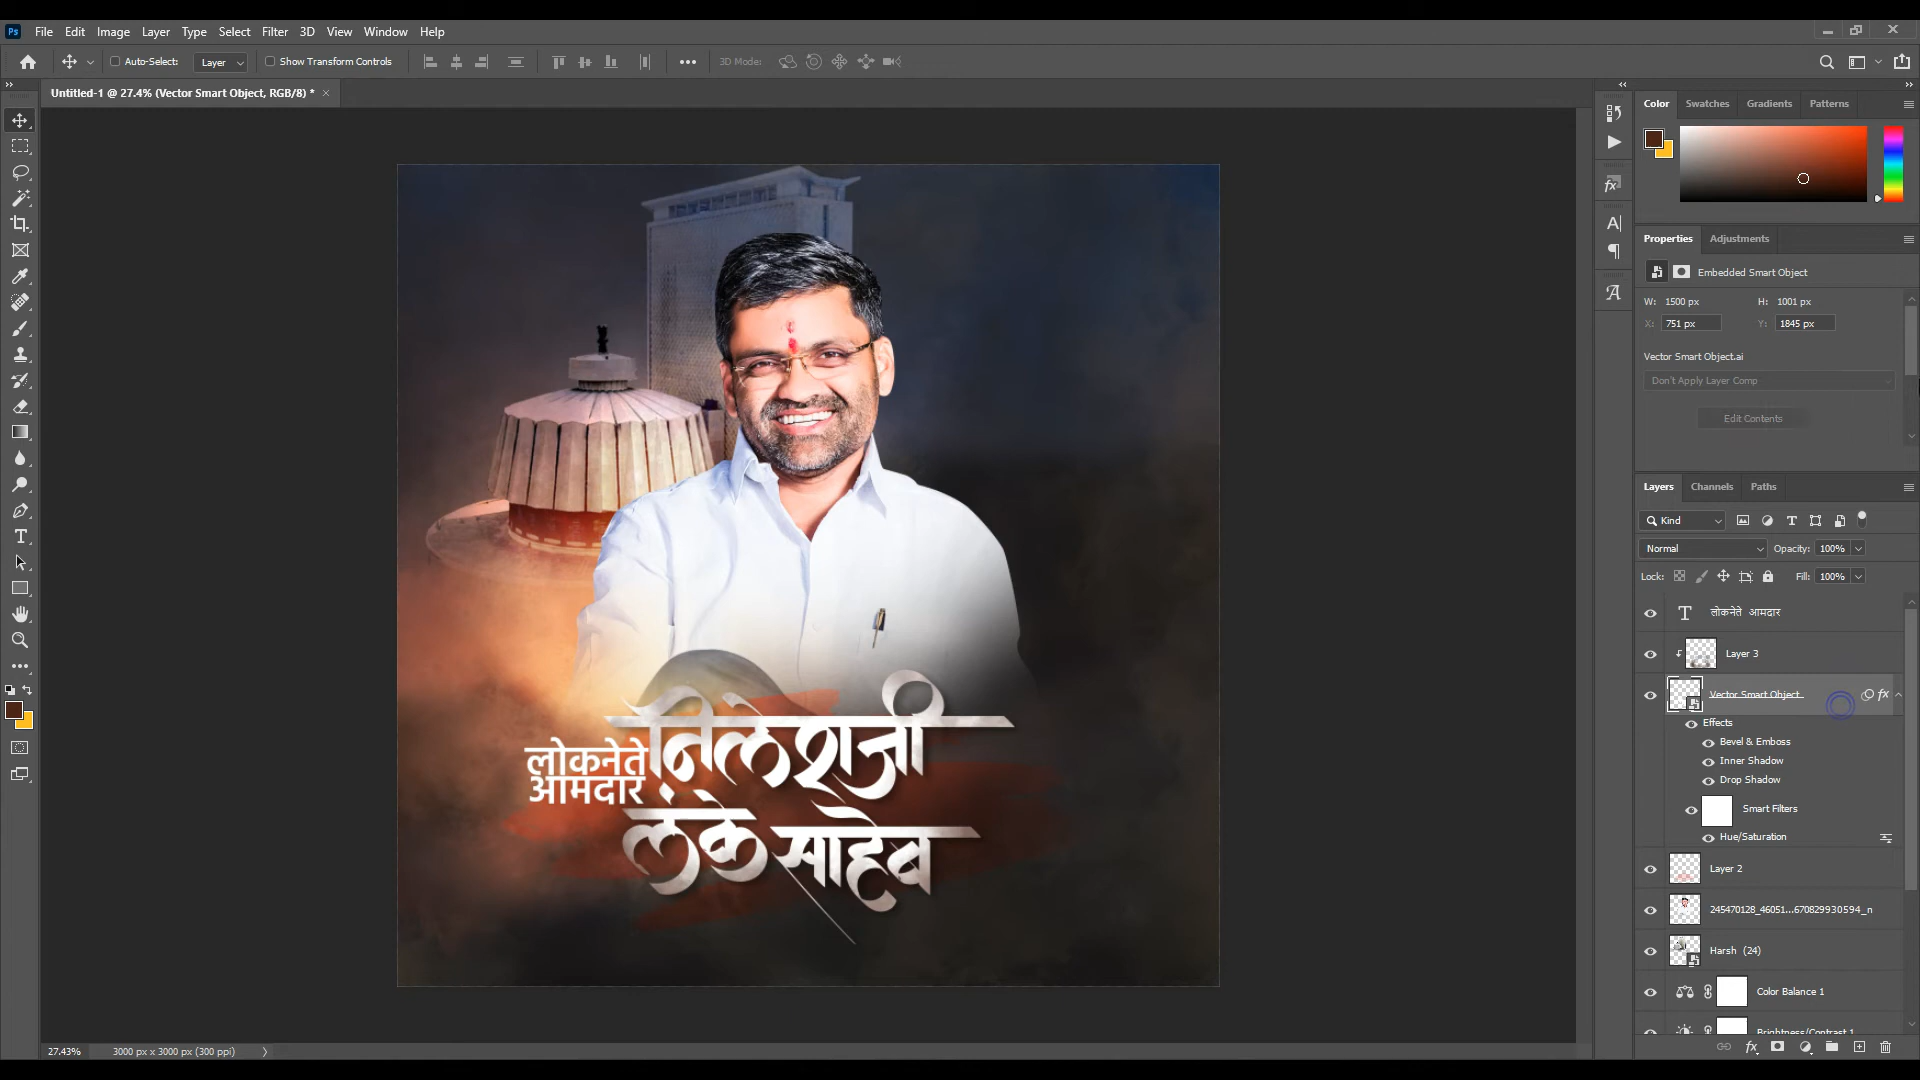 Ps File Edit Image Layer Type Select Filter 3D View Window Help
Auto-Select: Layer Show Transform Controls 3D Mode:
Untitled-1 @ 27.4% (Vector Smart Object, RGB/8) *
Color Swatches Gradients Patterns
Properties Adjustments
Embedded Smart Object
W: 1500 px H: 1001 px
X: 751 px Y: 1845 px
Vector Smart Object.ai
Don't Apply Layer Comp
Edit Contents
Layers Channels Paths
Kind
Normal Opacity: 100%
Lock: Fill: 100%
लोकनेते आमदार
Layer 3
Vector Smart Object
Effects
Bevel & Emboss
Inner Shadow
Drop Shadow
Smart Filters
Hue/Saturation
Layer 2
245470128_46051...670829930594_n
Harsh (24)
Color Balance 1
Brightness/Contrast 1
लोकनेते
आमदार
निलेशजी
लंके साहेब
27.43% 3000 px x 3000 px (300 ppi)